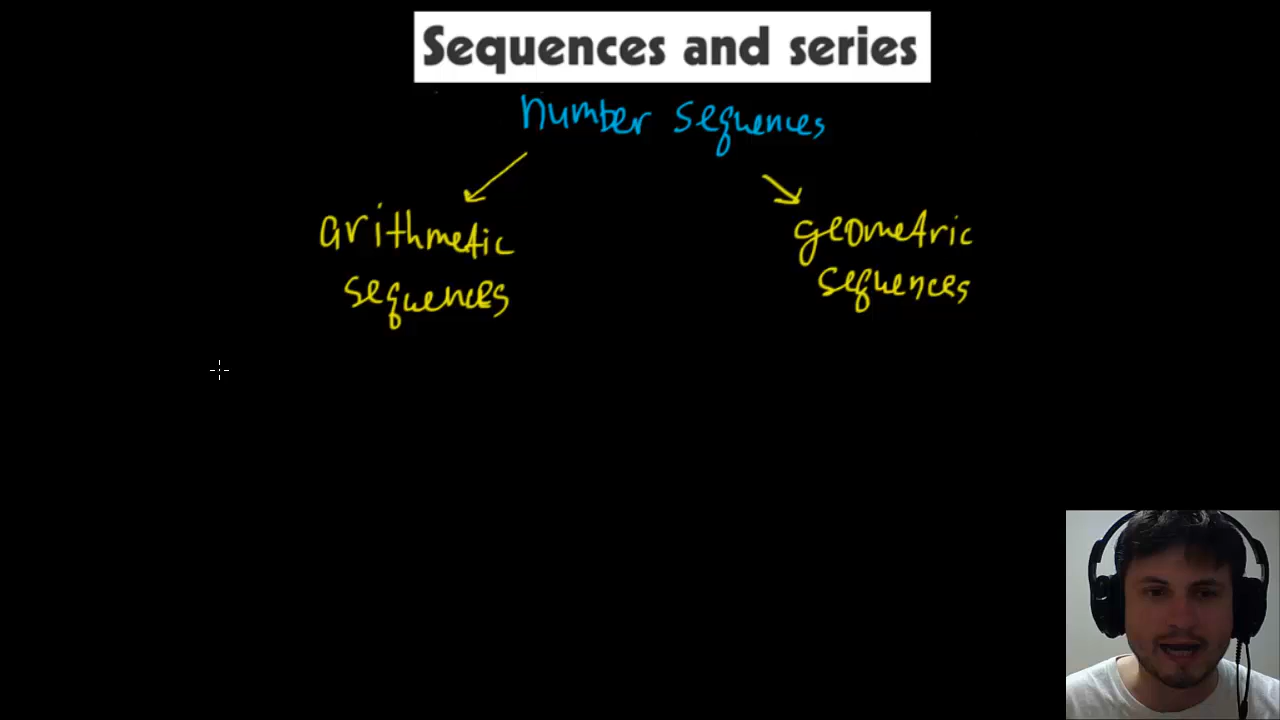 Sequences and series
number sequences
arithmetic
sequences
geometric
sequences